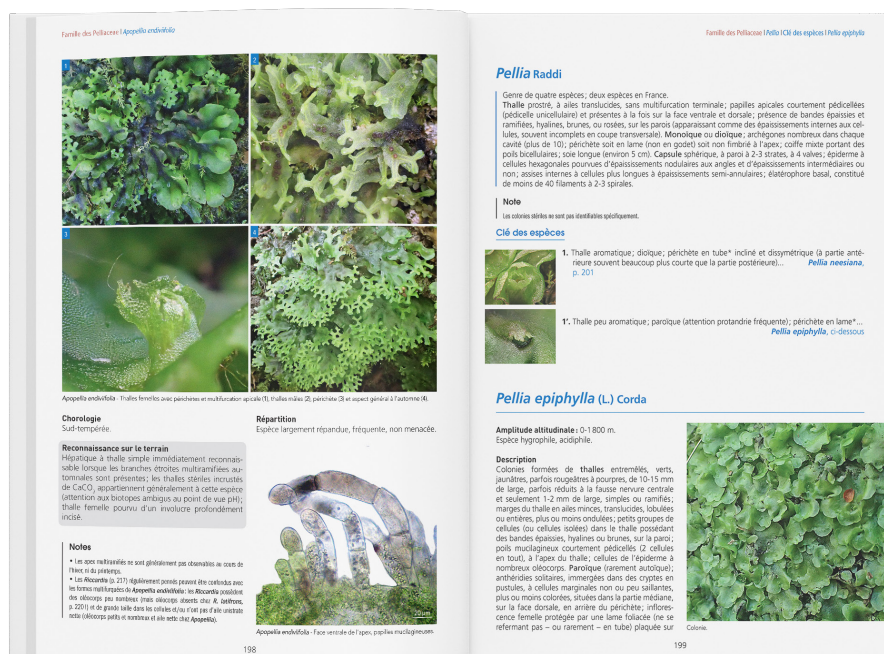 Famille des Pelliaceae I Apopellia endiviifolia
1
2
3
4
Apopellia endiviifolia - Thalles femelles avec périchètes et multifurcation apicale (1), thalles mâles (2), périchète (3) et aspect général à l'automne (4).
Chorologie
Sud-tempérée.
Répartition
Espèce largement répandue, fréquente, non menacée.
Reconnaissance sur le terrain
Hépatique à thalle simple immédiatement reconnais-
sable lorsque les branches étroites multiramifiées au-
tomnales sont présentes ; les thalles stériles incrustés
de CaCO3 appartiennent généralement à cette espèce
(attention aux biotopes ambigus au point de vue pH) ;
thalle femelle pourvu d'un involucre profondément
incisé.
Notes
• Les apex multiramifiés ne sont généralement pas observables au cours de
l'hiver, ni du printemps.
• Les Riccardia (p. 217) régulièrement pennés peuvent être confondus avec
les formes multifurquées de Apopellia endiviifolia : les Riccardia possèdent
des oléocorps peu nombreux (mais oléocorps absents chez R. latifrons,
p. 220 !) et de grande taille dans les cellules et/ou n'ont pas d'aile unistrate
nette (oléocorps petits et nombreux et aile nette chez Apopellia).
20 µm
Apopellia endiviifolia - Face ventrale de l'apex, papilles mucilagineuses.
198
Famille des Pelliaceae I Pellia I Clé des espèces I Pellia epiphylla
Pellia Raddi
Genre de quatre espèces ; deux espèces en France.
Thalle prostré, à ailes translucides, sans multifurcation terminale ; papilles apicales courtement pédicellées
(pédicelle unicellulaire) et présentes à la fois sur la face ventrale et dorsale ; présence de bandes épaissies et
ramifiées, hyalines, brunes, ou rosées, sur les parois (apparaissant comme des épaississements internes aux cel-
lules, souvent incomplets en coupe transversale). Monoïque ou dioïque ; archégones nombreux dans chaque
cavité (plus de 10) ; périchète soit en lame (non en godet) soit non fimbrié à l'apex ; coiffe mixte portant des
poils bicellulaires ; soie longue (environ 5 cm). Capsule sphérique, à paroi à 2-3 strates, à 4 valves ; épiderme à
cellules hexagonales pourvues d'épaississements nodulaires aux angles et d'épaississements intermédiaires ou
non ; assises internes à cellules plus longues à épaississements semi-annulaires ; élatérophore basal, constitué
de moins de 40 filaments à 2-3 spirales.
Note
Les colonies stériles ne sont pas identifiables spécifiquement.
Clé des espèces
1. Thalle aromatique ; dioïque ; périchète en tube* incliné et dissymétrique (à partie anté-
rieure souvent beaucoup plus courte que la partie postérieure)... Pellia neesiana,
p. 201
1'. Thalle peu aromatique ; paroïque (attention protandrie fréquente) ; périchète en lame*...
Pellia epiphylla, ci-dessous
Pellia epiphylla (L.) Corda
Amplitude altitudinale : 0-1 800 m.
Espèce hygrophile, acidiphile.
Description
Colonies formées de thalles entremêlés, verts,
jaunâtres, parfois rougeâtres à pourpres, de 10-15 mm
de large, parfois réduits à la fausse nervure centrale
et seulement 1-2 mm de large, simples ou ramifiés ;
marges du thalle en ailes minces, translucides, lobulées
ou entières, plus ou moins ondulées ; petits groupes de
cellules (ou cellules isolées) dans le thalle possédant
des bandes épaissies, hyalines ou brunes, sur la paroi ;
poils mucilagineux courtement pédicellés (2 cellules
en tout), à l'apex du thalle ; cellules de l'épiderme à
nombreux oléocorps. Paroïque (rarement autoïque) ;
anthéridies solitaires, immergées dans des cryptes en
pustules, à cellules marginales non ou peu saillantes,
plus ou moins colorées, situées dans la partie médiane,
sur la face dorsale, en arrière du périchète ; inflores-
cence femelle protégée par une lame foliacée (ne se
refermant pas – ou rarement – en tube) plaquée sur
Colonie.
199